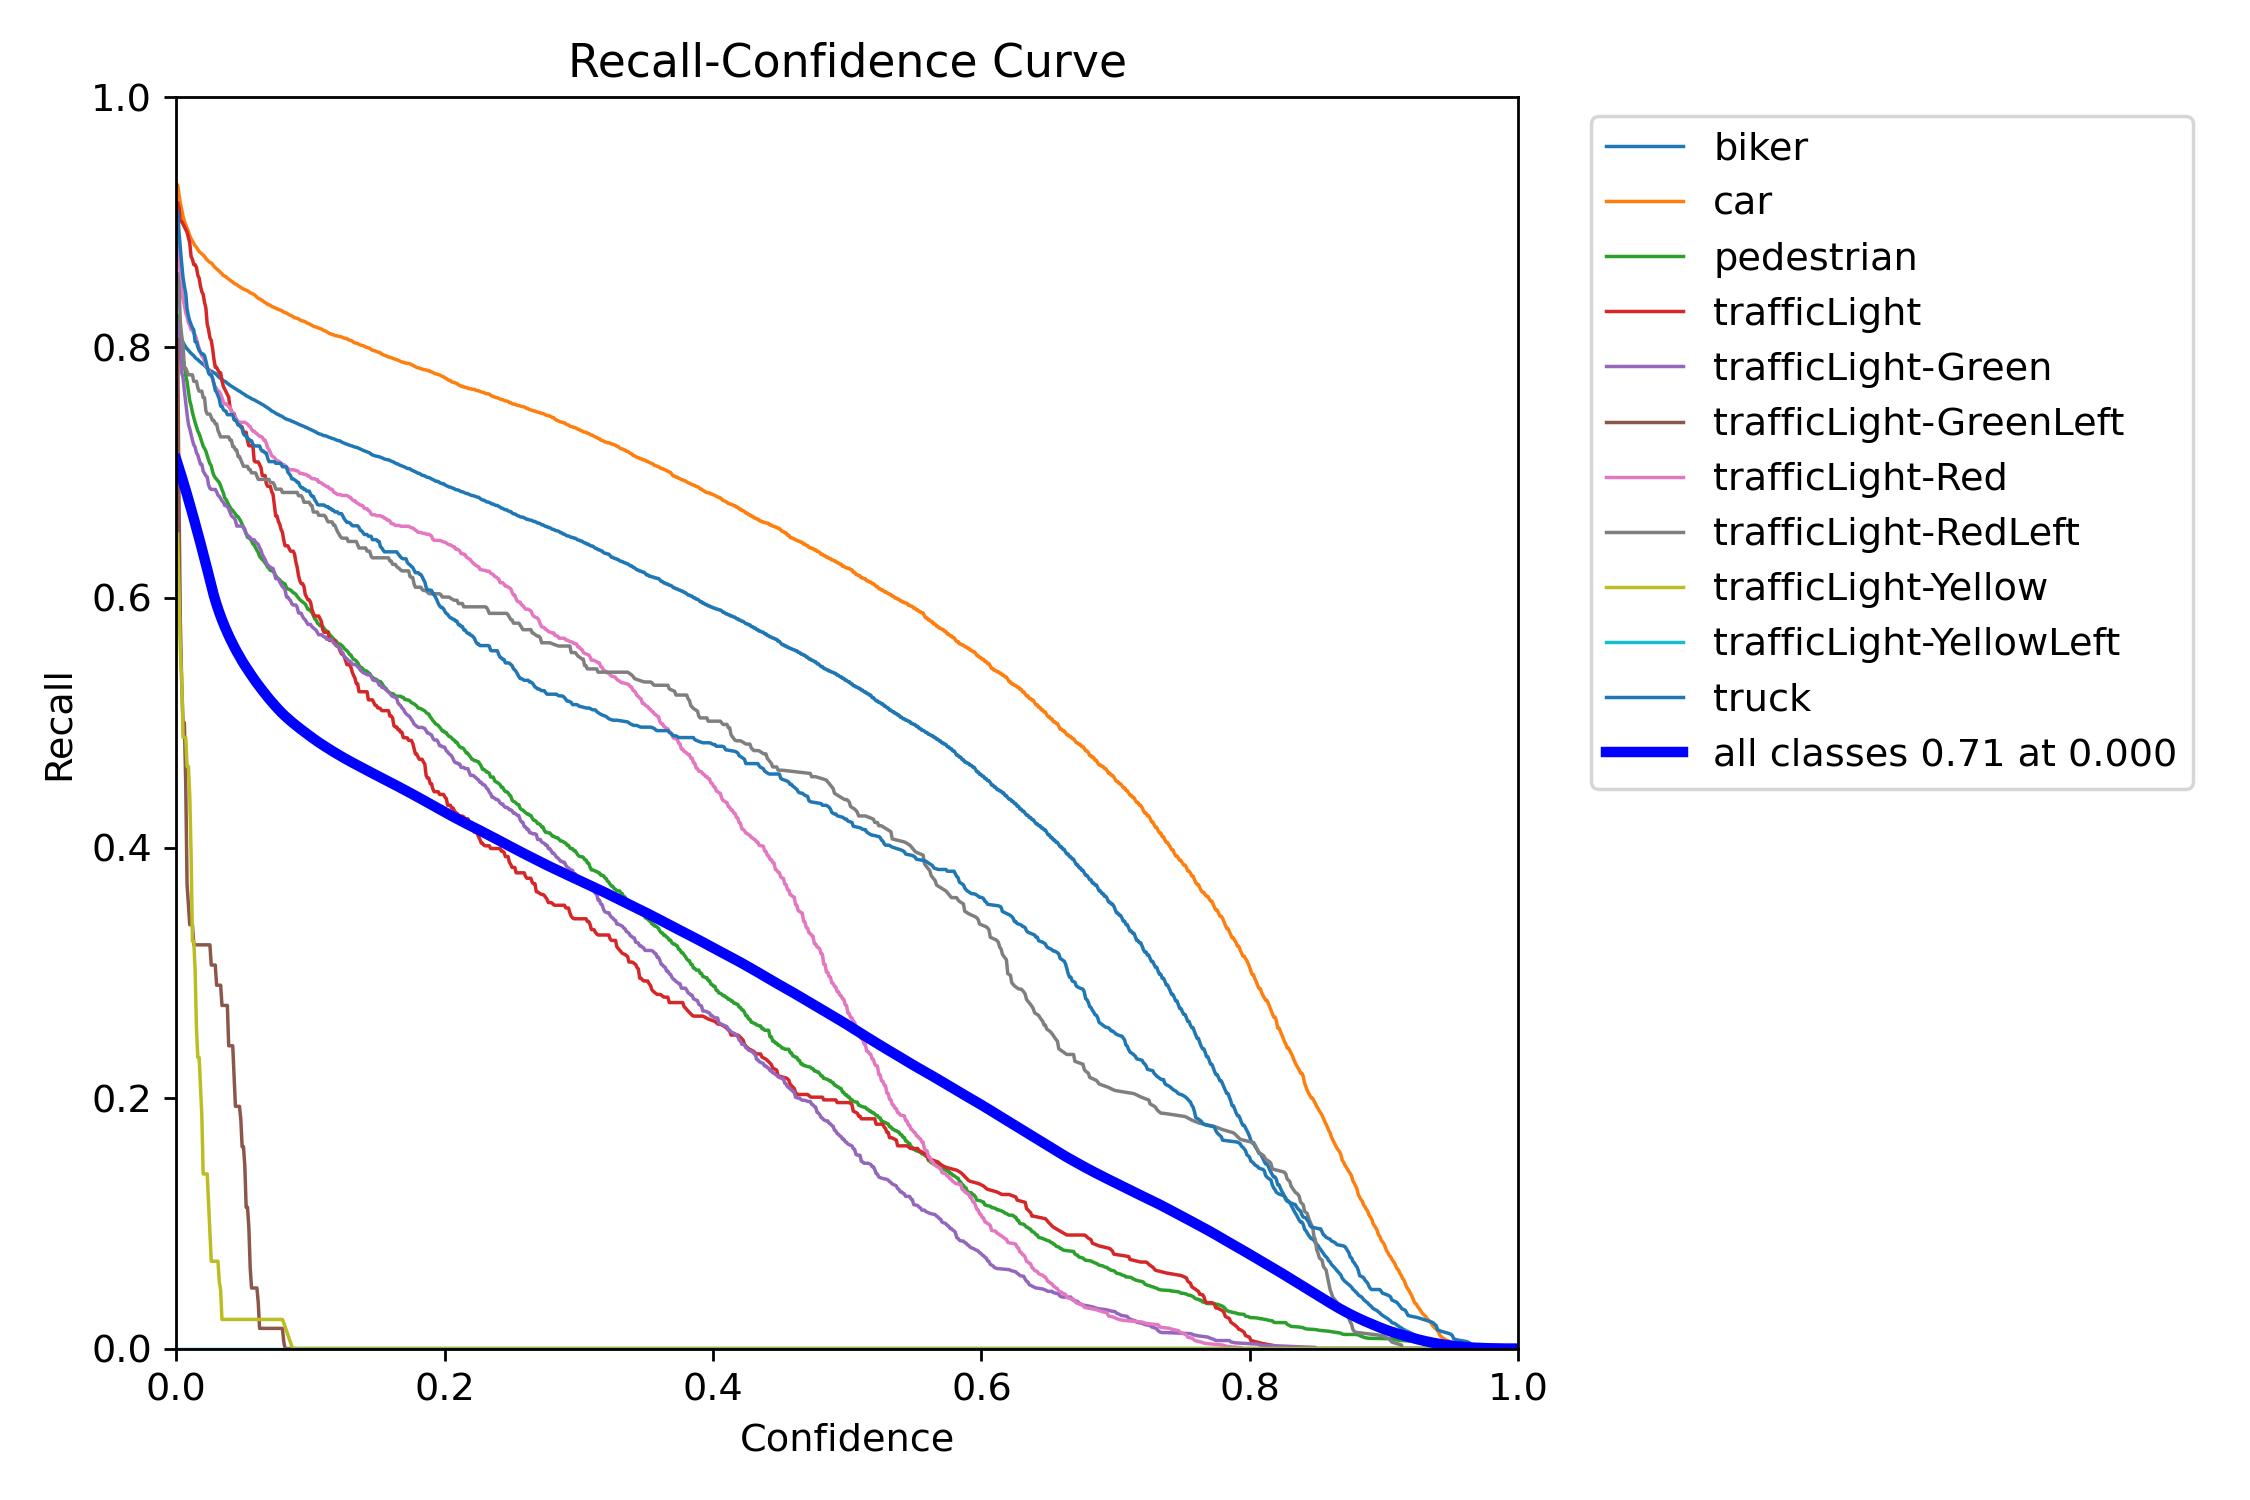 Recall-Confidence Curve
1.0
0.8
0.6
0.4
0.2
0.0
Recall
0.0 0.2 0.4 0.6 0.8 1.0
Confidence
biker
car
pedestrian
trafficLight
trafficLight-Green
trafficLight-GreenLeft
trafficLight-Red
trafficLight-RedLeft
trafficLight-Yellow
trafficLight-YellowLeft
truck
all classes 0.71 at 0.000